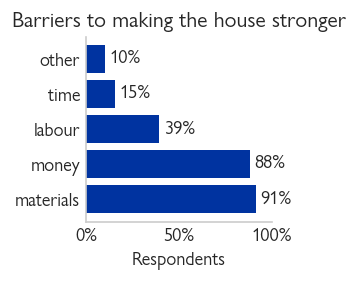 Barriers to making the house stronger
other 10%
time 15%
labour 39%
money 88%
materials 91%
0% 50% 100%
Respondents